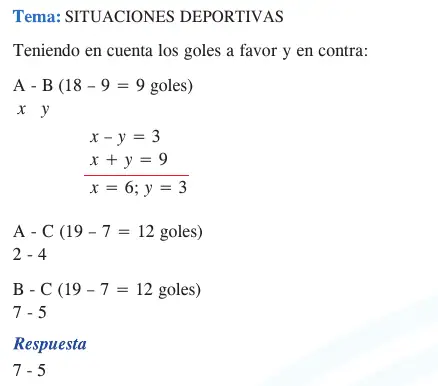 Tema: SITUACIONES DEPORTIVAS
Teniendo en cuenta los goles a favor y en contra:
A - B (18 – 9 = 9 goles)
x y
x – y = 3
x + y = 9
x = 6; y = 3
A - C (19 – 7 = 12 goles)
2 - 4
B - C (19 – 7 = 12 goles)
7 - 5
Respuesta
7 - 5